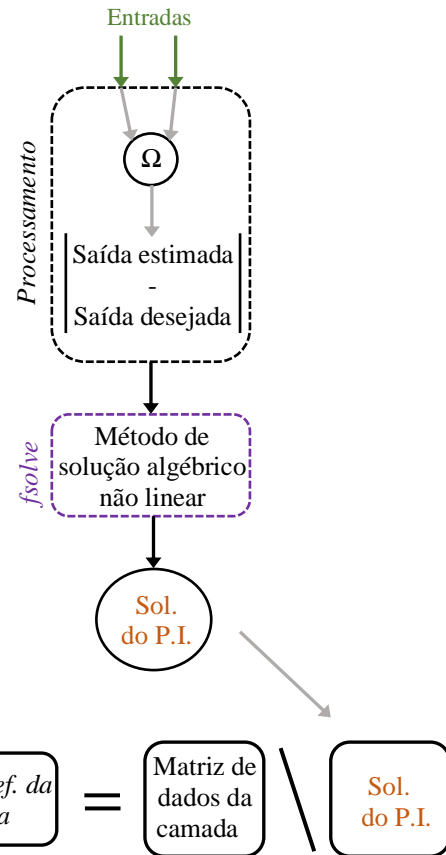 Entradas
Processamento
Ω
Saída estimada
-
Saída desejada
fsolve
Método de
solução algébrico
não linear
Sol.
do P.I.
ef. da
a
=
Matriz de
dados da
camada
\
Sol.
do P.I.